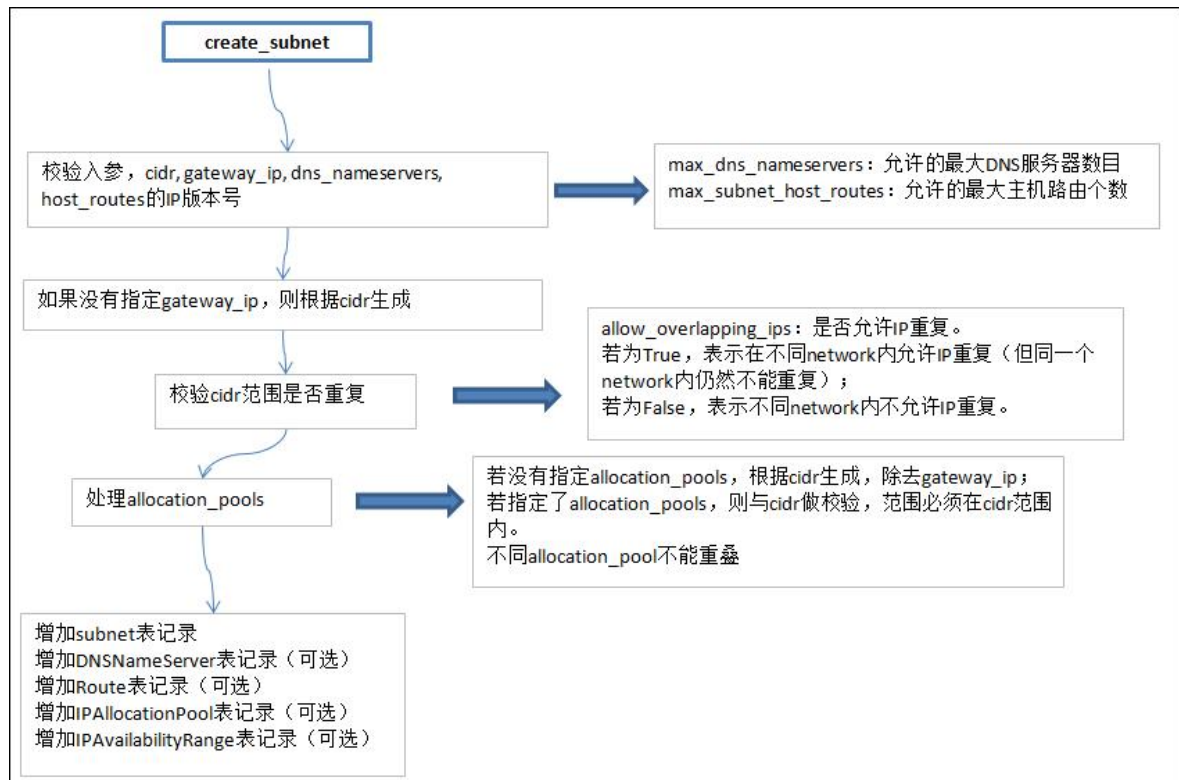 create_subnet
校验入参，cidr, gateway_ip, dns_nameservers,
host_routes的IP版本号
max_dns_nameservers：允许的最大DNS服务器数目
max_subnet_host_routes：允许的最大主机路由个数
如果没有指定gateway_ip，则根据cidr生成
allow_overlapping_ips：是否允许IP重复。
若为True，表示在不同network内允许IP重复（但同一个
network内仍然不能重复）；
若为False，表示不同network内不允许IP重复。
校验cidr范围是否重复
若没有指定allocation_pools，根据cidr生成，除去gateway_ip；
若指定了allocation_pools，则与cidr做校验，范围必须在cidr范围
内。
不同allocation_pool不能重叠
处理allocation_pools
增加subnet表记录
增加DNSNameServer表记录（可选）
增加Route表记录（可选）
增加IPAllocationPool表记录（可选）
增加IPAvailabilityRange表记录（可选）